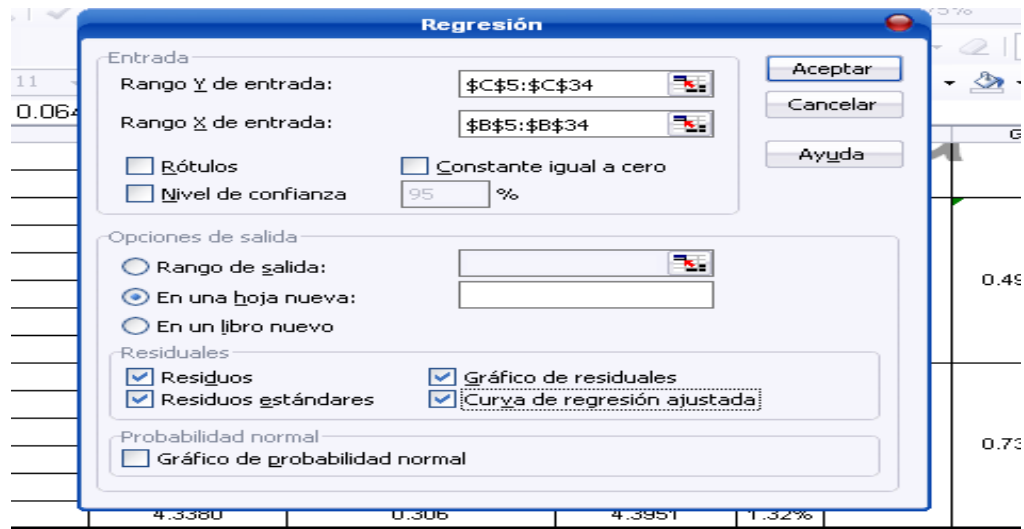 75%
Regresión
Entrada
11
Rango Y de entrada: $C$5:$C$34 Aceptar
0.064
Rango X de entrada: $B$5:$B$34 Cancelar
G
Rótulos Constante igual a cero Ayuda
Nivel de confianza 95 %
Opciones de salida
Rango de salida:
0.49
En una hoja nueva:
En un libro nuevo
Residuales
Residuos Gráfico de residuales
Residuos estándares Curva de regresión ajustada
Probabilidad normal
0.73
Gráfico de probabilidad normal
4.3380 0.306 4.3951 1.32%